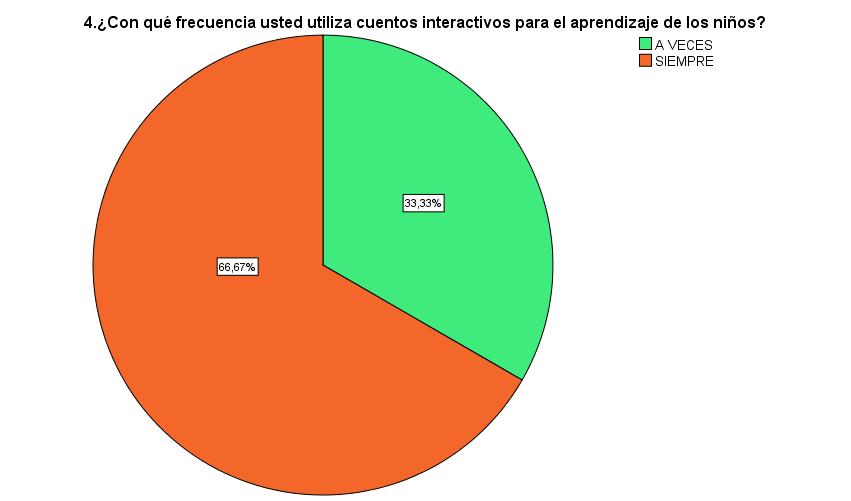 4.¿Con qué frecuencia usted utiliza cuentos interactivos para el aprendizaje de los niños?
A VECES
SIEMPRE
33,33%
66,67%